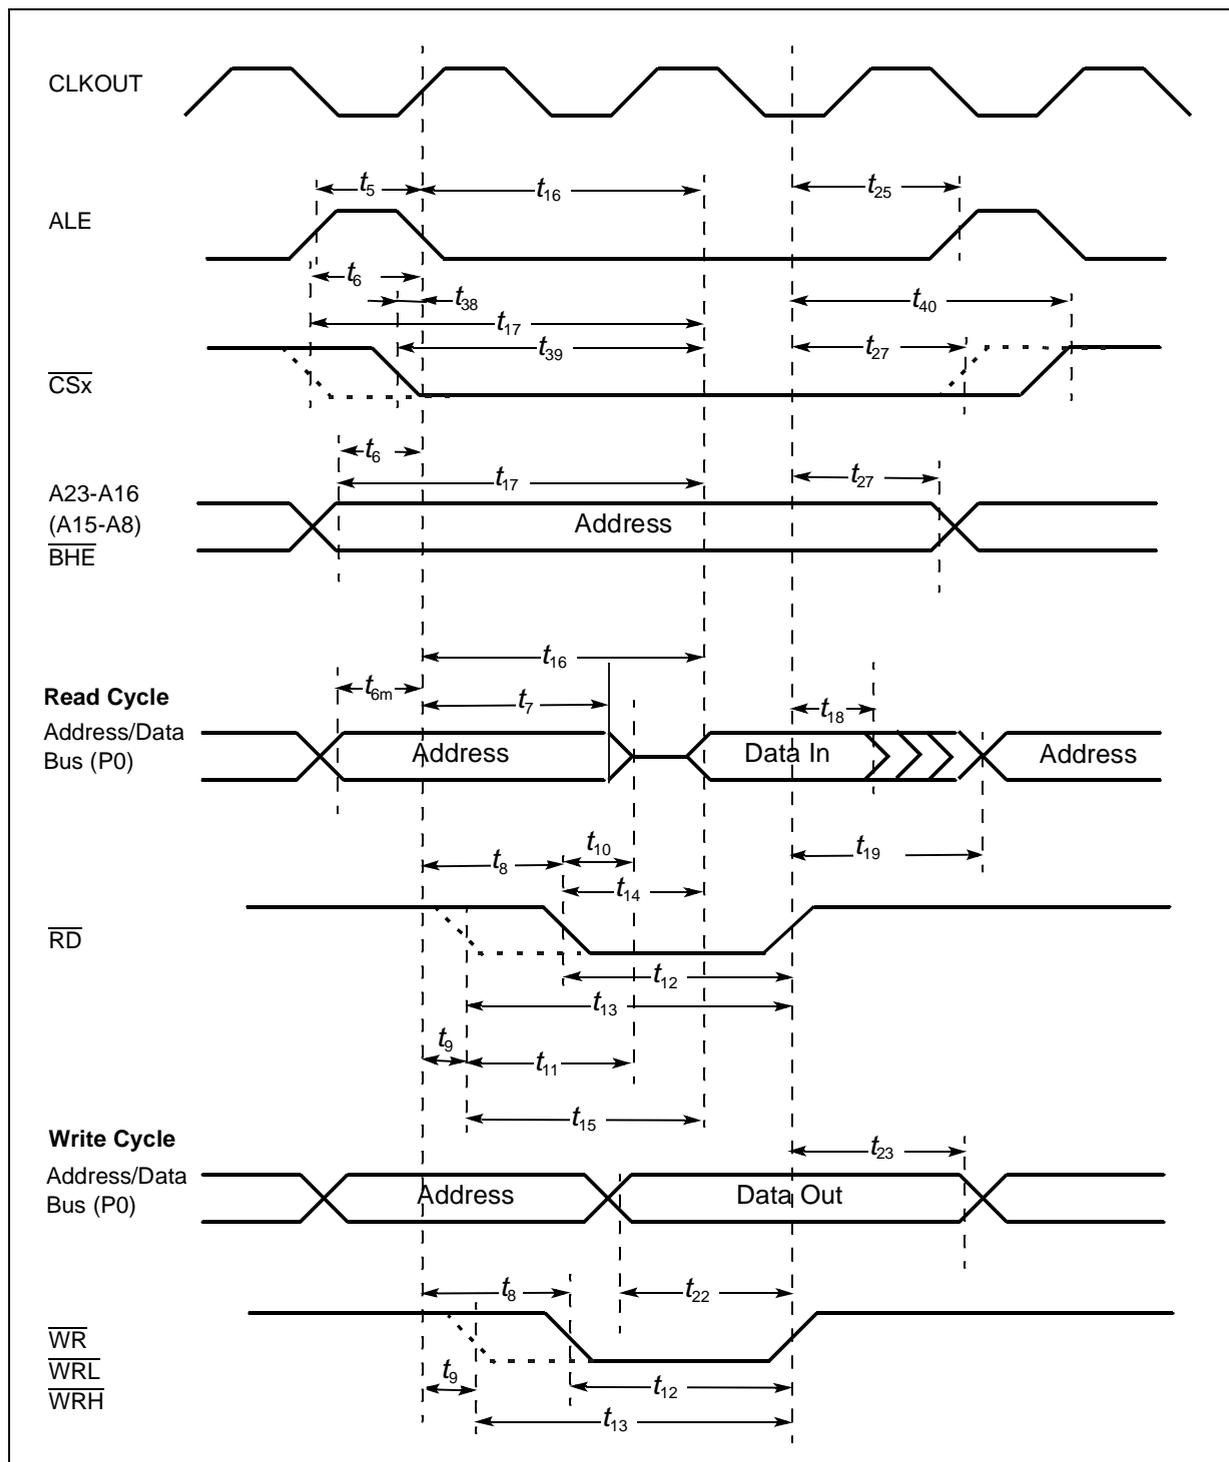 CLKOUT
t5
t16
t25
ALE
t6
t38
t40
t17
t39
t27
CSx
t6
t17
t27
A23-A16
(A15-A8)
Address
BHE
t16
Read Cycle
t6m
t7
t18
Address/Data
Bus (P0)
Address
Data In
Address
t10
t8
t19
t14
RD
t12
t13
t9
t11
t15
Write Cycle
t23
Address/Data
Bus (P0)
Address
Data Out
t8
t22
WR
WRL
WRH
t9
t12
t13